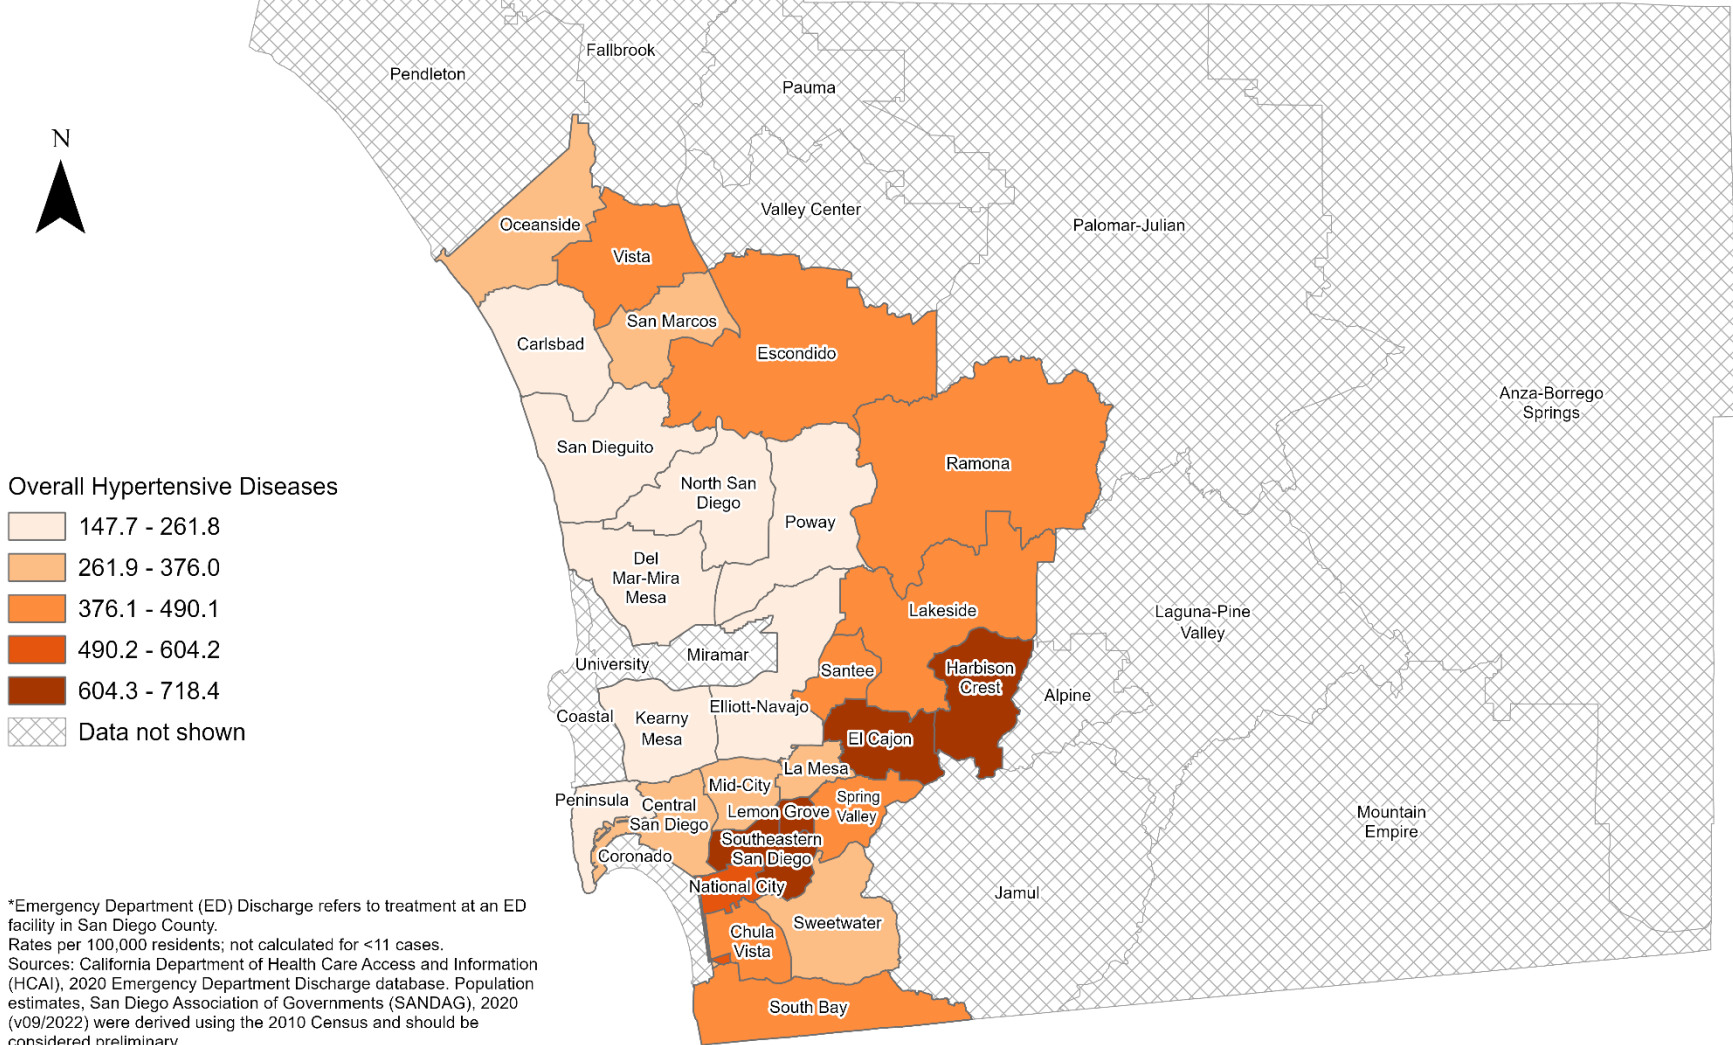 Fallbrook
Pendleton
Pauma
N
Valley Center
Oceanside
Palomar-Julian
Vista
San Marcos
Carlsbad
Escondido
Anza-Borrego
Springs
San Dieguito
Ramona
North San
Diego
Poway
Del
Mar-Mira
Mesa
Lakeside
Laguna-Pine
Valley
Miramar
University
Santee
Harbison
Crest
Alpine
Elliott-Navajo
Coastal
Kearny
Mesa
El Cajon
La Mesa
Mid-City
Peninsula
Central
San Diego
Spring
Valley
Lemon Grove
Mountain
Empire
Southeastern
San Diego
Coronado
National City
Jamul
Sweetwater
Chula
Vista
South Bay
Overall Hypertensive Diseases
147.7 - 261.8
261.9 - 376.0
376.1 - 490.1
490.2 - 604.2
604.3 - 718.4
Data not shown
*Emergency Department (ED) Discharge refers to treatment at an ED
facility in San Diego County.
Rates per 100,000 residents; not calculated for <11 cases.
Sources: California Department of Health Care Access and Information
(HCAI), 2020 Emergency Department Discharge database. Population
estimates, San Diego Association of Governments (SANDAG), 2020
(v09/2022) were derived using the 2010 Census and should be
considered preliminary.